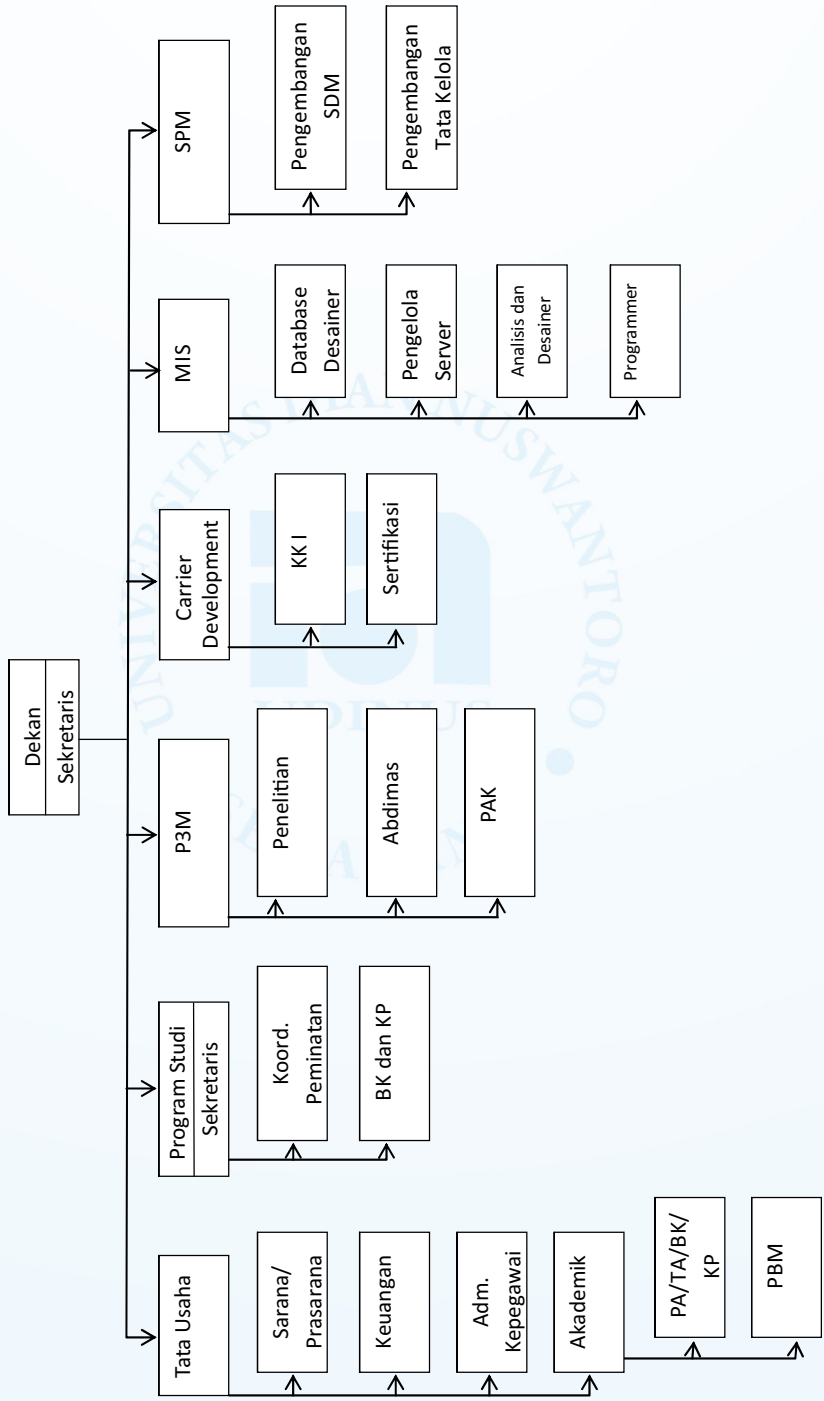 Dekan
Sekretaris
Tata Usaha
Sarana/
Prasarana
Keuangan
Adm.
Kepegawai
Akademik
PA/TA/BK/
KP
PBM
Program Studi
Sekretaris
Koord.
Peminatan
BK dan KP
P3M
Penelitian
Abdimas
PAK
Carrier
Development
KK I
Sertifikasi
MIS
Database
Desainer
Pengelola
Server
Analisis dan
Desainer
Programmer
SPM
Pengembangan
SDM
Pengembangan
Tata Kelola
UDINUS